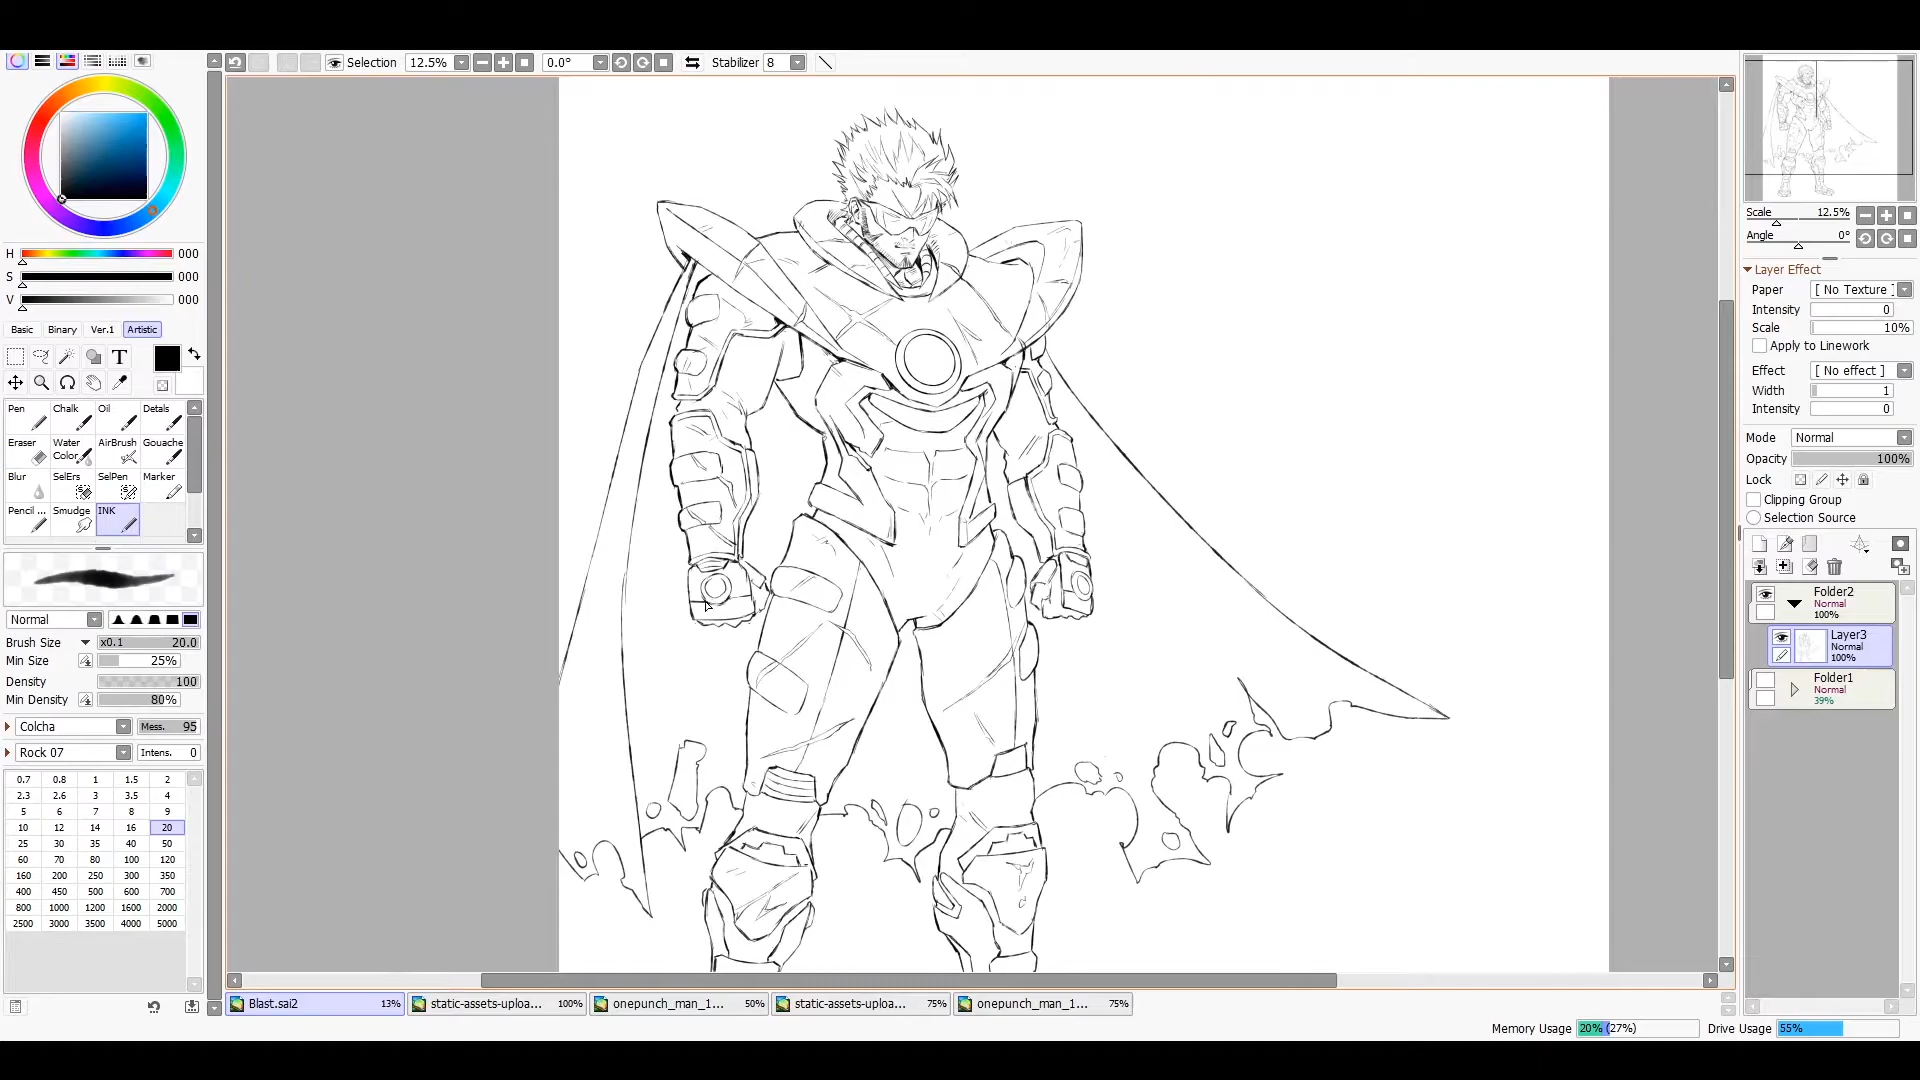 Selection 12.5% 0.0° Stabilizer 8
H 000
S 000
V 000
Basic Binary Ver.1 Artistic
T
Pen Chalk Oil Detals
Eraser Water Color AirBrush Gouache
Blur SelErs SelPen Marker
Pencil ... Smudge INK
Normal
Brush Size x0.1 20.0
Min Size 25%
Density 100
Min Density 80%
Colcha Mess. 95
Rock 07 Intens. 0
0.7 0.8 1 1.5 2
2.3 2.6 3 3.5 4
5 6 7 8 9
10 12 14 16 20
25 30 35 40 50
60 70 80 100 120
160 200 250 300 350
400 450 500 600 700
800 1000 1200 1600 2000
2500 3000 3500 4000 5000
Blast.sai2 13% static-assets-uploa... 100% onepunch_man_1... 50% static-assets-uploa... 75% onepunch_man_1... 75%
Scale 12.5%
Angle 0°
Layer Effect
Paper [ No Texture ]
Intensity 0
Scale 10%
Apply to Linework
Effect [ No effect ]
Width 1
Intensity 0
Mode Normal
Opacity 100%
Lock
Clipping Group
Selection Source
Folder2
Normal
100%
Layer3
Normal
100%
Folder1
Normal
39%
Memory Usage 20% (27%) Drive Usage 55%